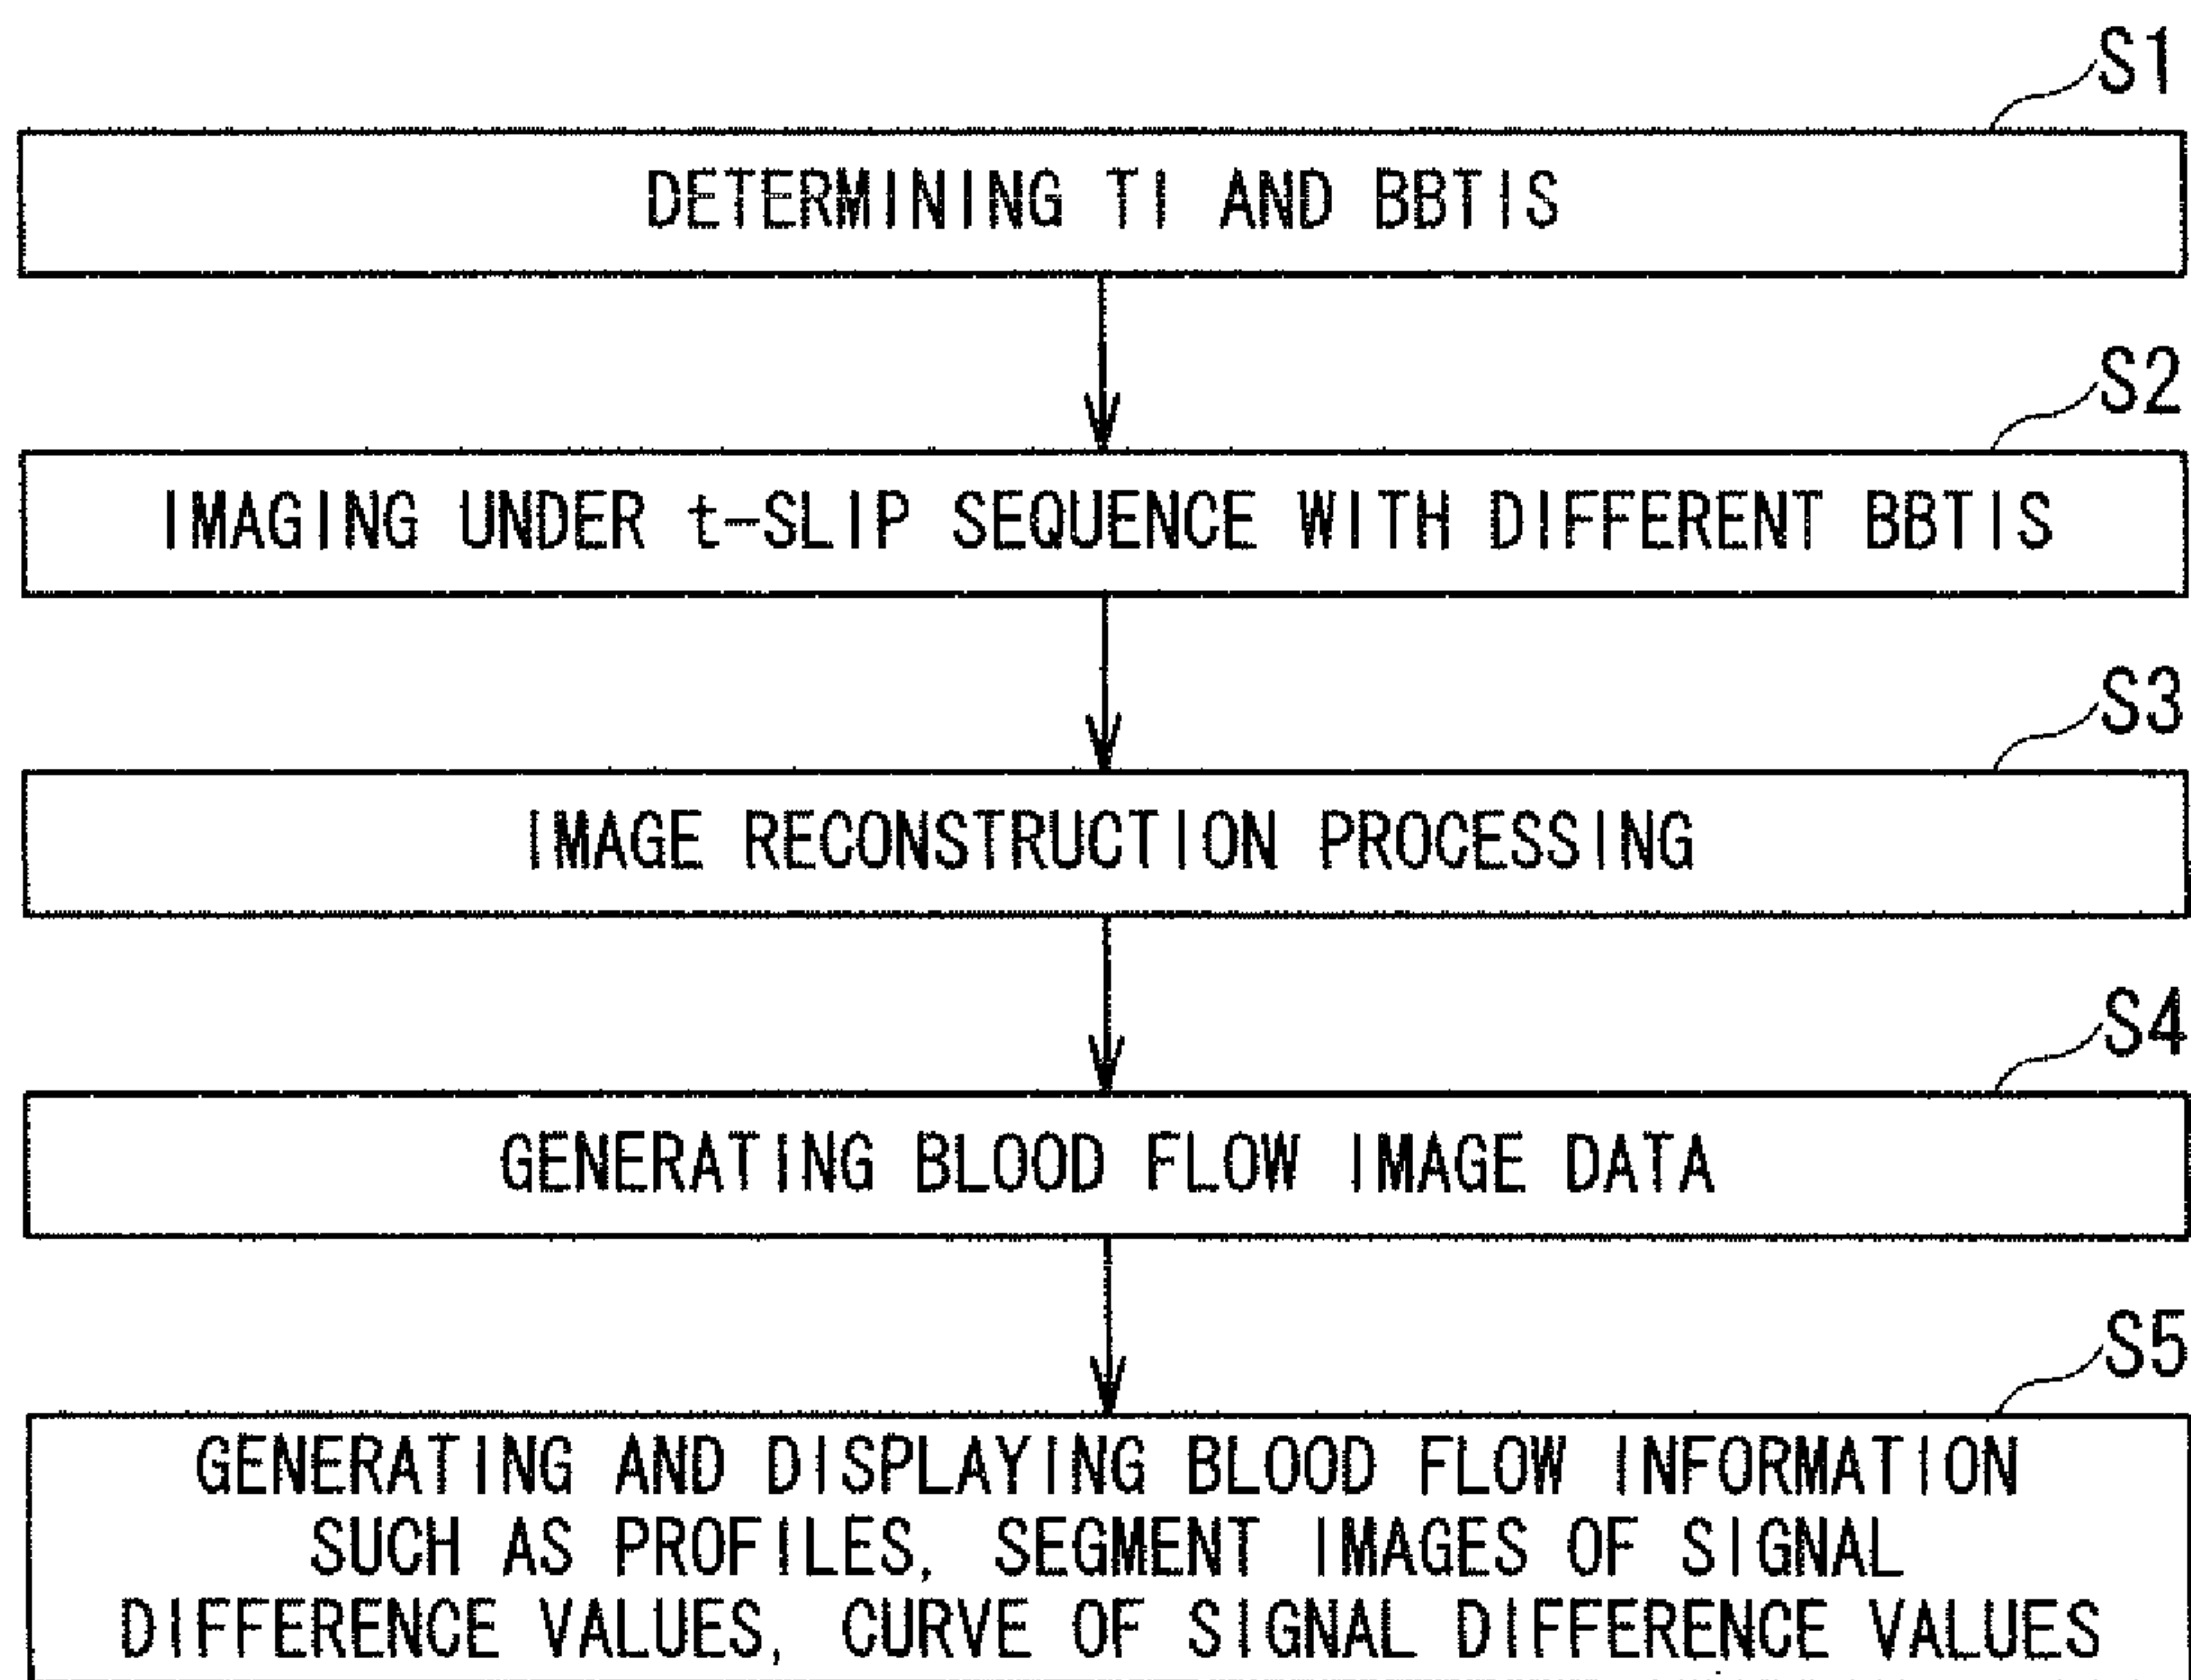 S1
DETERMINING TI AND BBTIS
S2
IMAGING UNDER t-SLIP SEQUENCE WITH DIFFERENT BBTIS
S3
IMAGE RECONSTRUCTION PROCESSING
S4
GENERATING BLOOD FLOW IMAGE DATA
S5
GENERATING AND DISPLAYING BLOOD FLOW INFORMATION
SUCH AS PROFILES, SEGMENT IMAGES OF SIGNAL
DIFFERENCE VALUES, CURVE OF SIGNAL DIFFERENCE VALUES